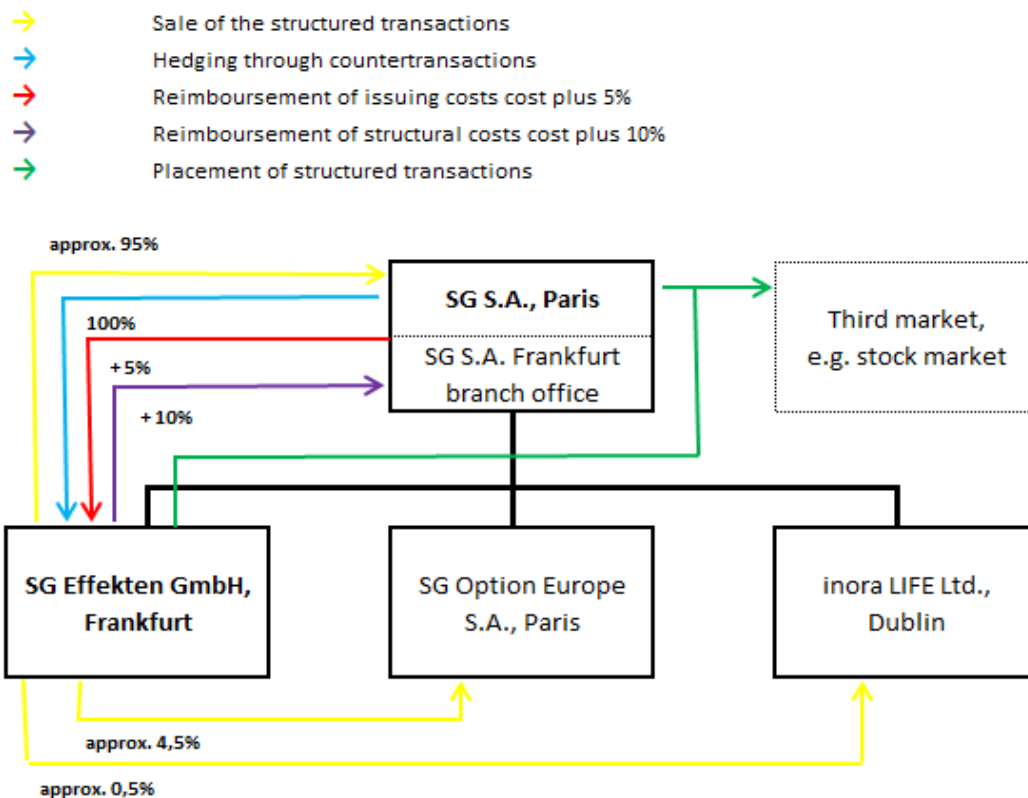 Sale of the structured transactions
Hedging through countertransactions
Reimboursement of issuing costs cost plus 5%
Reimboursement of structural costs cost plus 10%
Placement of structured transactions
approx. 95%
SG S.A., Paris
SG S.A. Frankfurt
branch office
Third market,
e.g. stock market
100%
+ 5%
+ 10%
SG Effekten GmbH,
Frankfurt
SG Option Europe
S.A., Paris
inora LIFE Ltd.,
Dublin
approx. 4,5%
approx. 0,5%